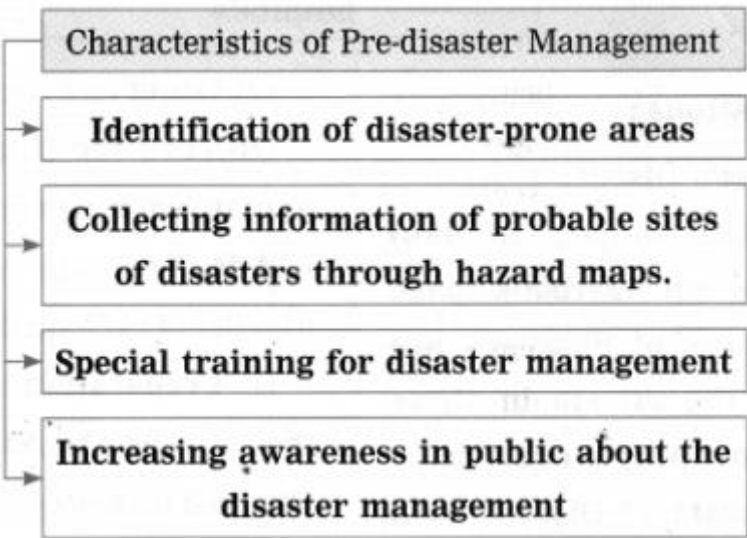 Characteristics of Pre-disaster Management
Identification of disaster-prone areas
Collecting information of probable sites
of disasters through hazard maps.
Special training for disaster management
Increasing awareness in public about the
disaster management